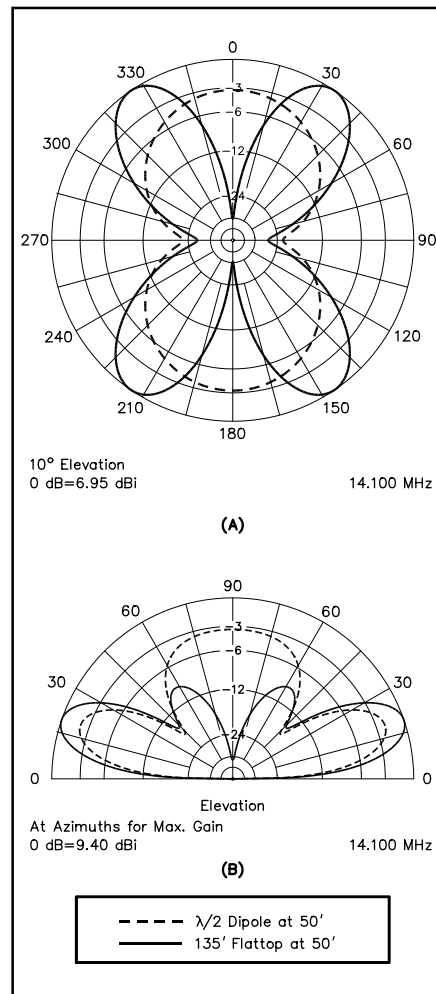 0
330 30
-3
-6
300 60
-12
-24
270 90
240 120
210 150
180
10° Elevation
0 dB=6.95 dBi 14.100 MHz
(A)
90
60 60
-3
-6
30 30
-12
-24
0 0
Elevation
At Azimuths for Max. Gain
0 dB=9.40 dBi 14.100 MHz
(B)
λ/2 Dipole at 50'
135' Flattop at 50'